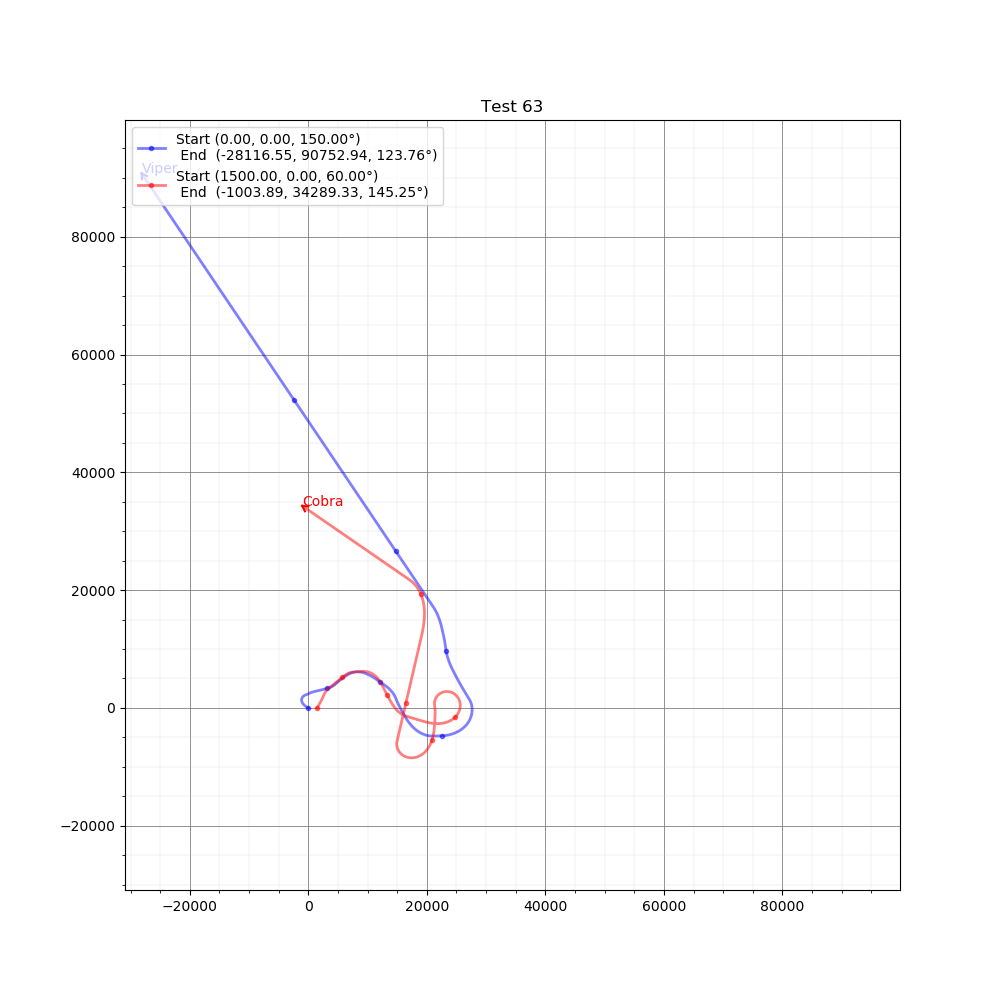 Test 63
Start (0.00, 0.00, 150.00°)
End  (-28116.55, 90752.94, 123.76°)
Viper
Start (1500.00, 0.00, 60.00°)
End  (-1003.89, 34289.33, 145.25°)
80000
60000
40000
Cobra
20000
0
−20000
−20000 0 20000 40000 60000 80000